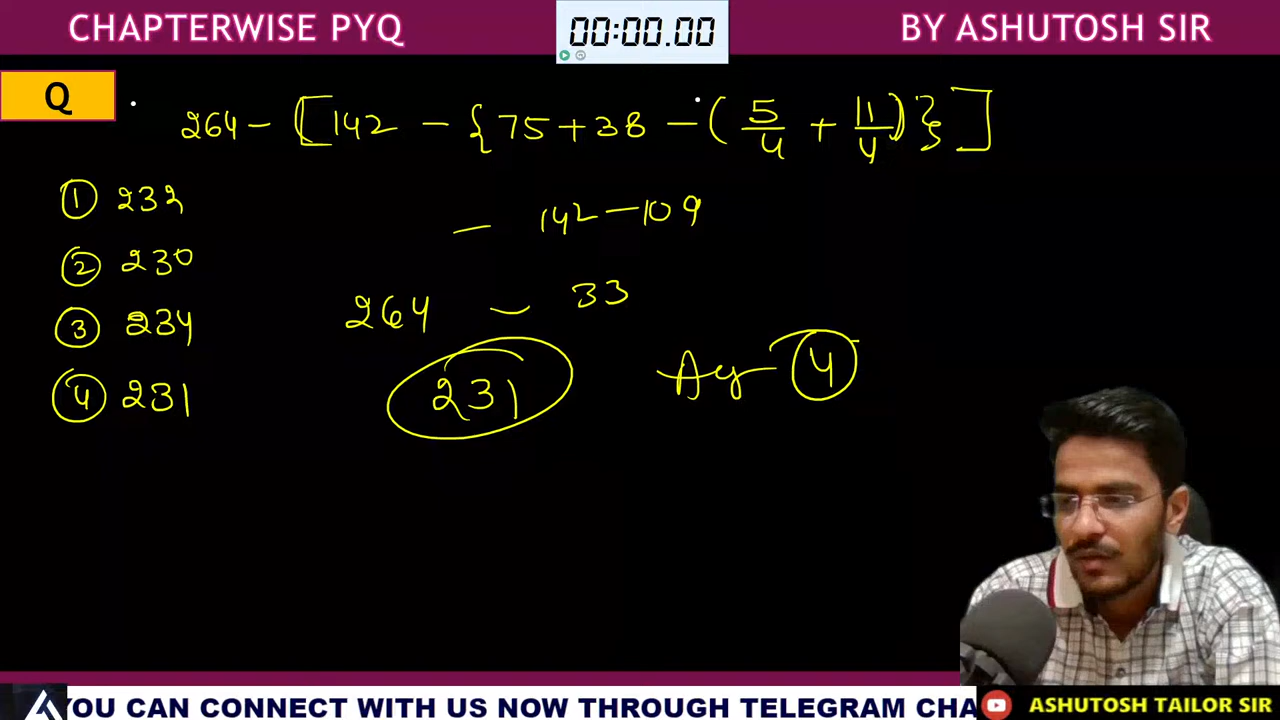 CHAPTERWISE PYQ
00:00.00
BY ASHUTOSH SIR
Q
264 - [142 - {75 + 38 - (5/4 + 11/4)}]
① 232
② 230
③ 234
④ 231
- 142 - 109
264 - 33
231
Ag ④
YOU CAN CONNECT WITH US NOW THROUGH TELEGRAM CHA
ASHUTOSH TAILOR SIR